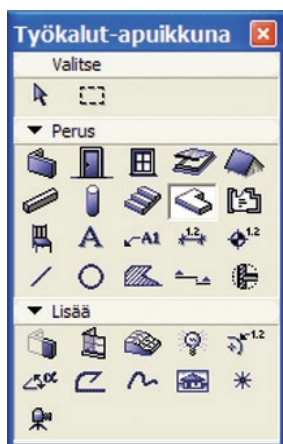 Työkalut-apuikkuna
Valitse
Perus
A
A1
1.2
1.2
Lisää
1.2
α